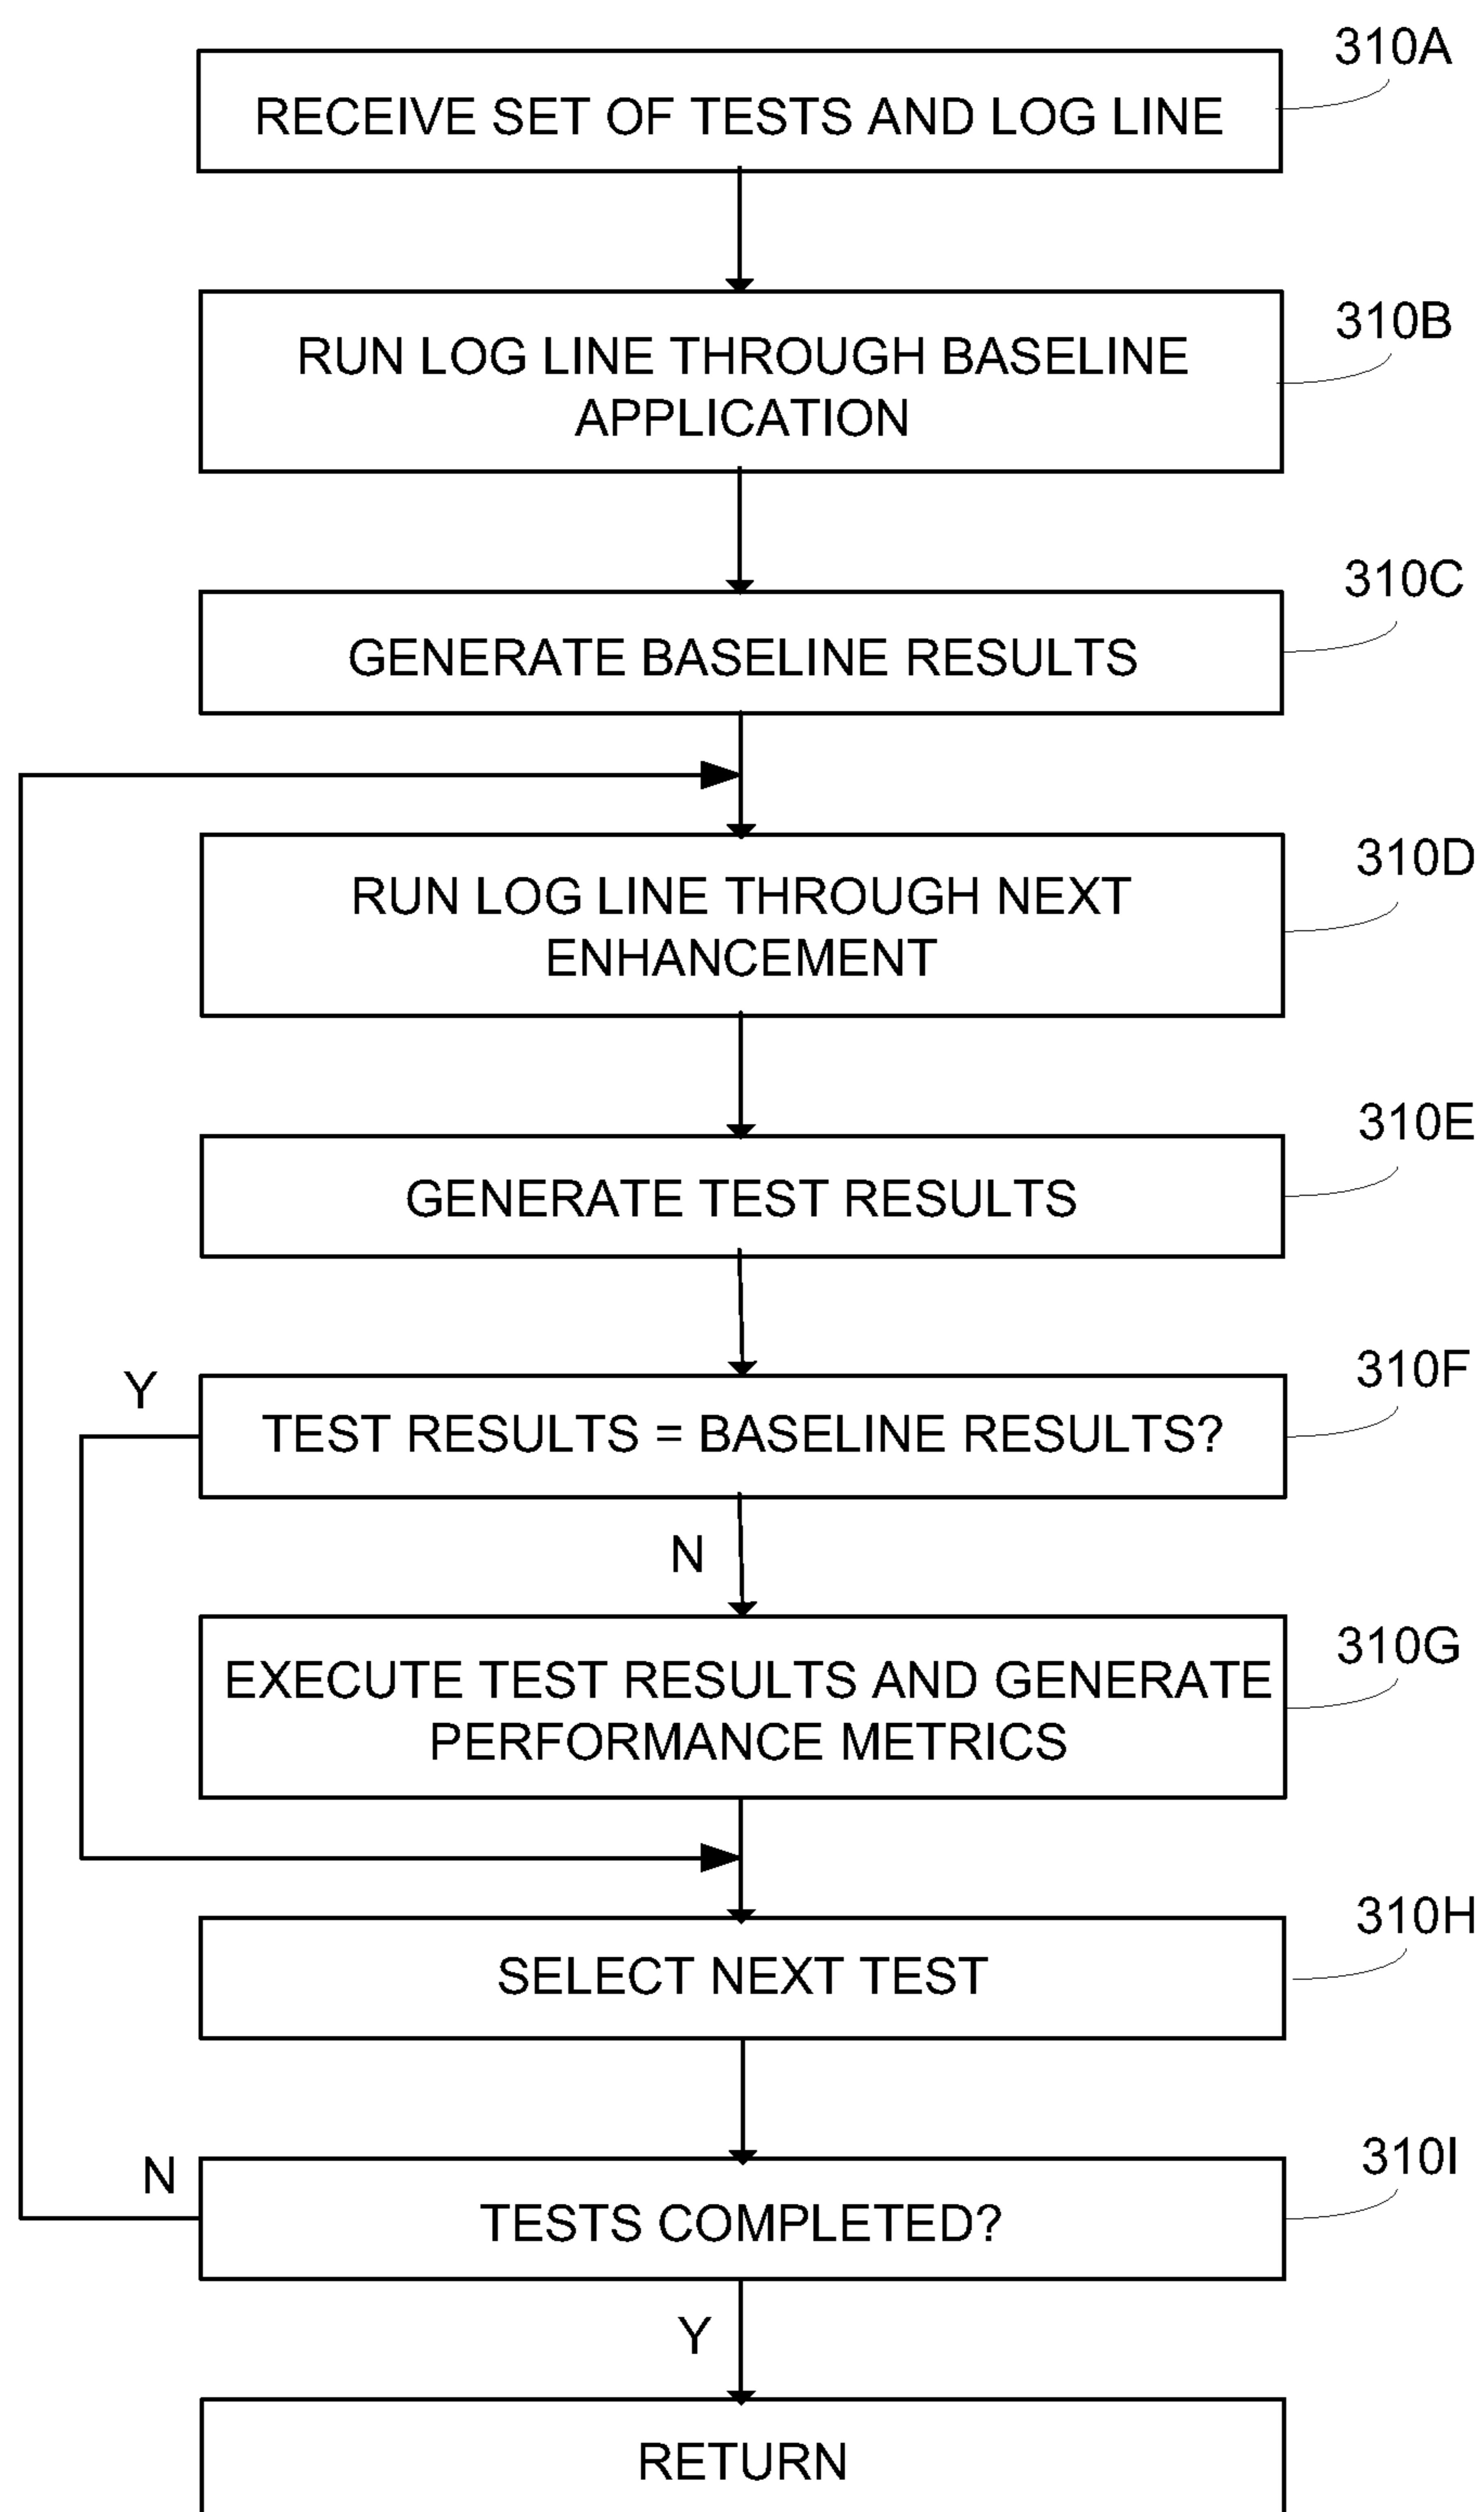 310A
RECEIVE SET OF TESTS AND LOG LINE
310B
RUN LOG LINE THROUGH BASELINE
APPLICATION
310C
GENERATE BASELINE RESULTS
310D
RUN LOG LINE THROUGH NEXT
ENHANCEMENT
310E
GENERATE TEST RESULTS
310F
Y
TEST RESULTS = BASELINE RESULTS?
N
310G
EXECUTE TEST RESULTS AND GENERATE
PERFORMANCE METRICS
310H
SELECT NEXT TEST
310I
N
TESTS COMPLETED?
Y
RETURN